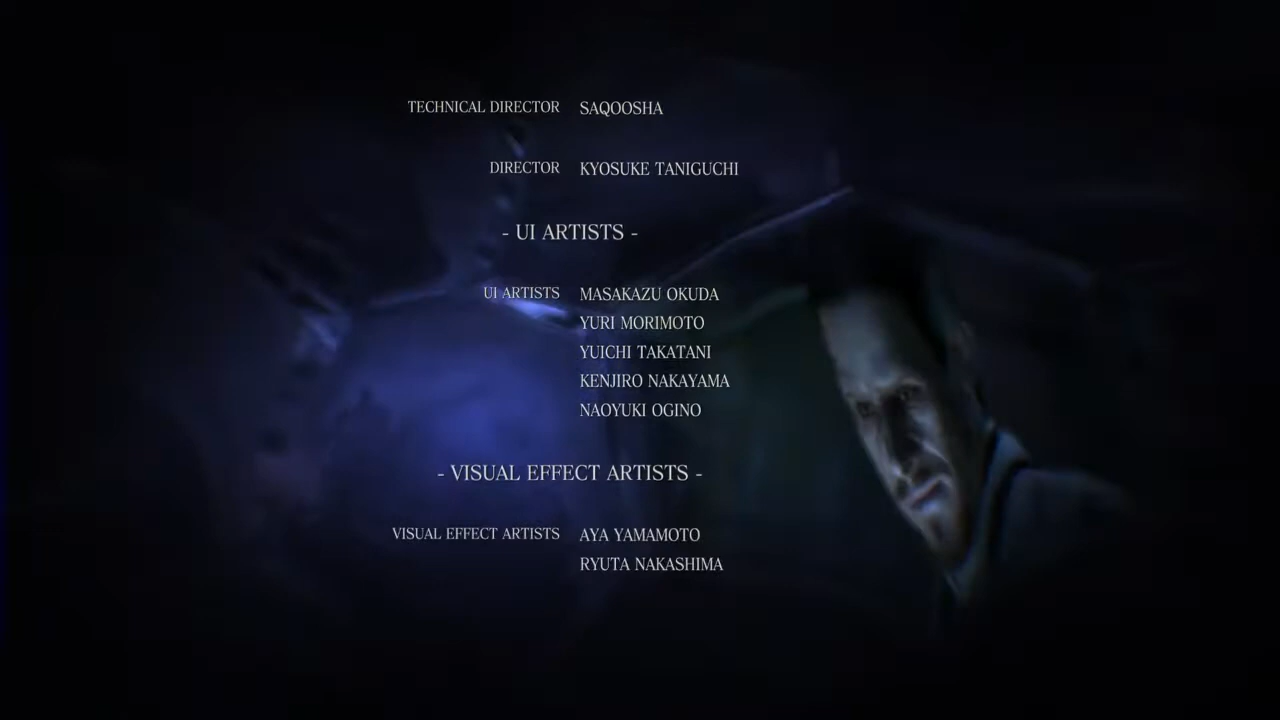 TECHNICAL DIRECTOR SAQOOSHA
DIRECTOR KYOSUKE TANIGUCHI
- UI ARTISTS -
UI ARTISTS MASAKAZU OKUDA
YURI MORIMOTO
YUICHI TAKATANI
KENJIRO NAKAYAMA
NAOYUKI OGINO
- VISUAL EFFECT ARTISTS -
VISUAL EFFECT ARTISTS AYA YAMAMOTO
RYUTA NAKASHIMA